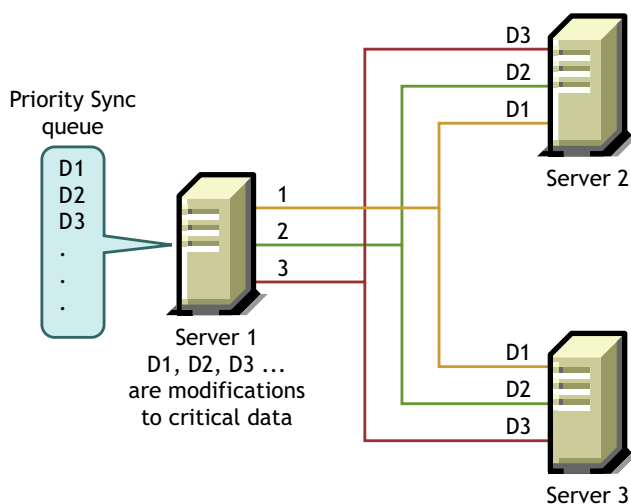 Priority Sync
queue
D1
D2
D3
.
.
.
1
2
3
Server 1
D1, D2, D3 ...
are modifications
to critical data
D3
D2
D1
Server 2
D1
D2
D3
Server 3